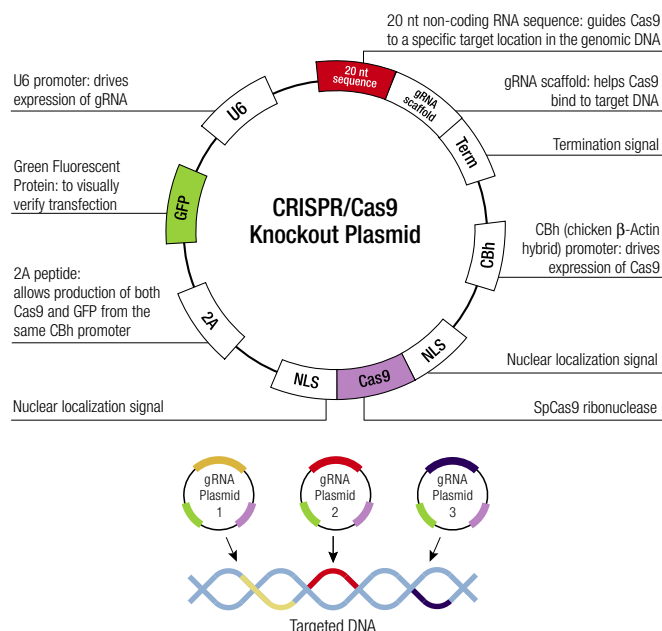 20 nt non-coding RNA sequence: guides Cas9
to a specific target location in the genomic DNA
20 nt
sequence
gRNA
scaffold
gRNA scaffold: helps Cas9
bind to target DNA
U6 promoter: drives
expression of gRNA
U6
Term
Termination signal
Green Fluorescent
Protein: to visually
verify transfection
GFP
CRISPR/Cas9
Knockout Plasmid
CBh
CBh (chicken β-Actin
hybrid) promoter: drives
expression of Cas9
2A peptide:
allows production of both
Cas9 and GFP from the
same CBh promoter
2A
NLS
Cas9
NLS
Nuclear localization signal
Nuclear localization signal
SpCas9 ribonuclease
gRNA
Plasmid
1
gRNA
Plasmid
2
gRNA
Plasmid
3
Targeted DNA